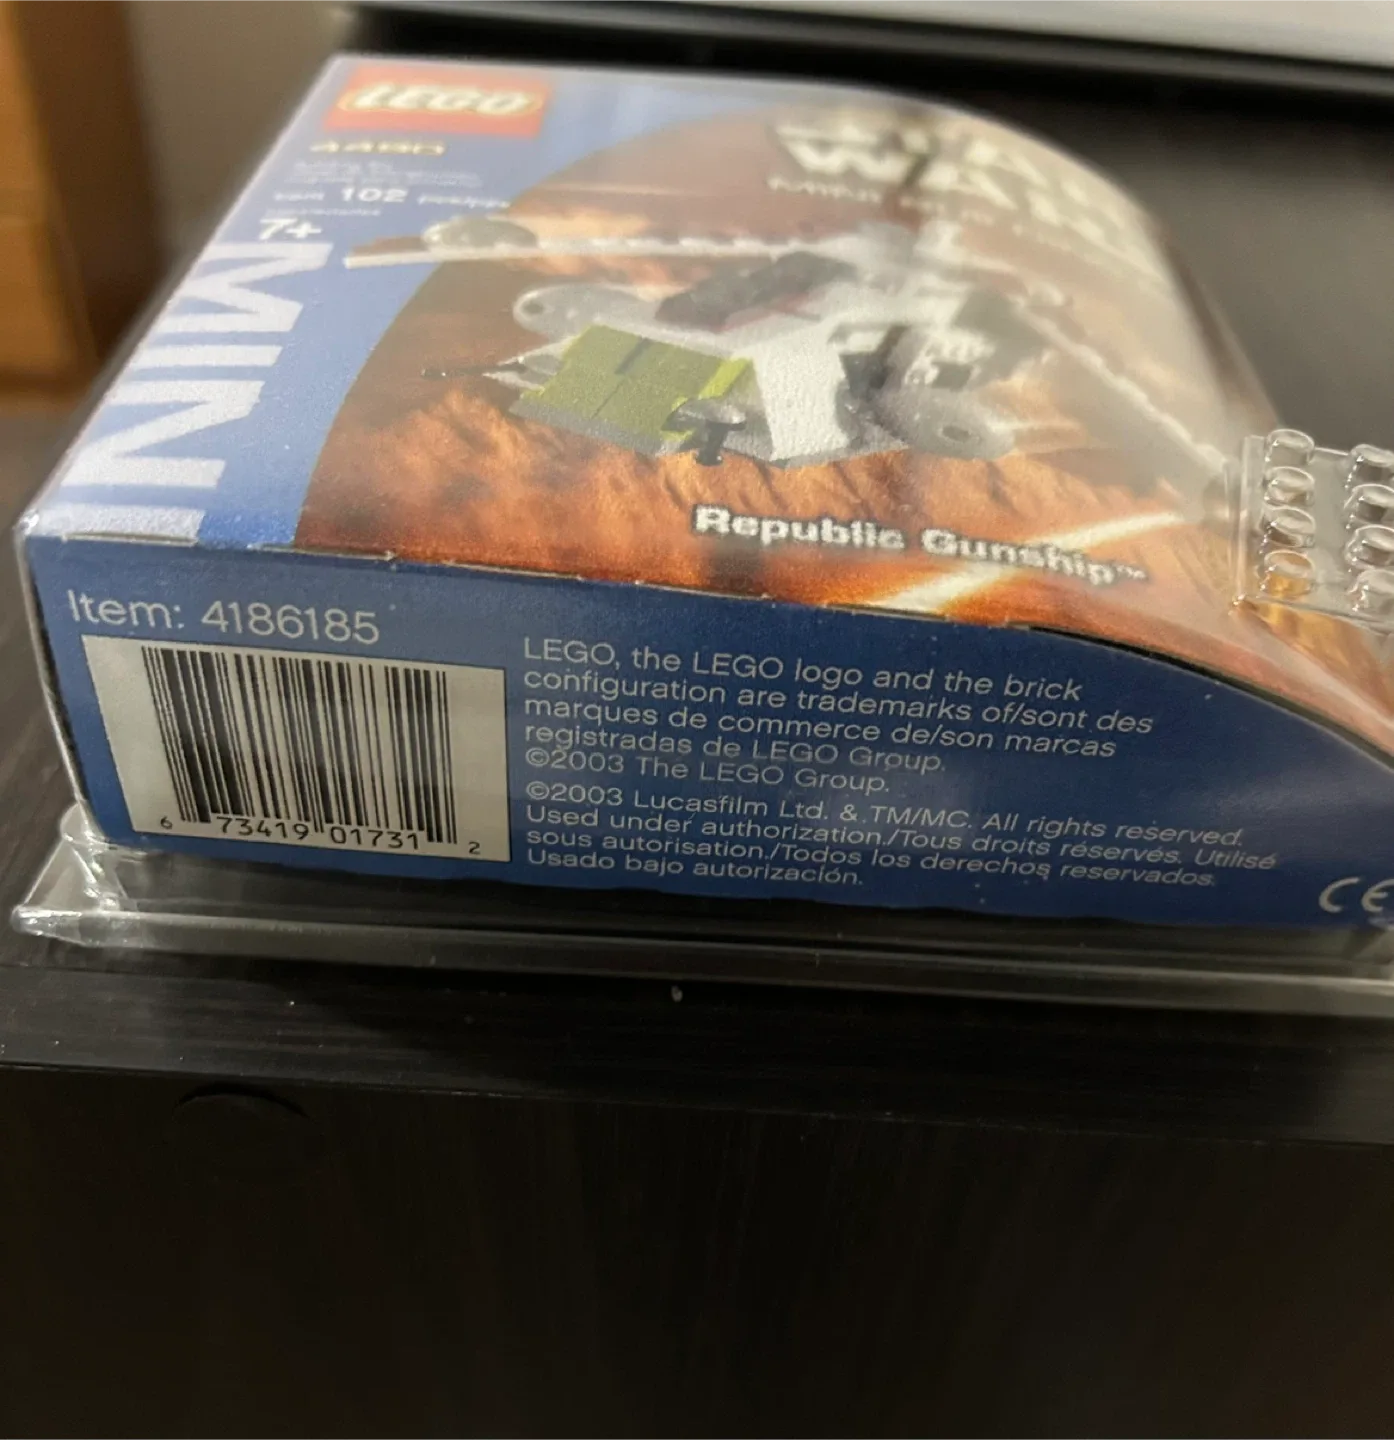 LEGO
4490
102
7+
MINI
STAR
WARS
Republic Gunship™
Item: 4186185
6 73419 01731 2
LEGO, the LEGO logo and the brick
configuration are trademarks of/sont des
marques de commerce de/son marcas
registradas de LEGO Group.
©2003 The LEGO Group.
©2003 Lucasfilm Ltd. & TM/MC. All rights reserved.
Used under authorization./Tous droits réservés. Utilisé
sous autorisation./Todos los derechos reservados.
Usado bajo autorización.
CE